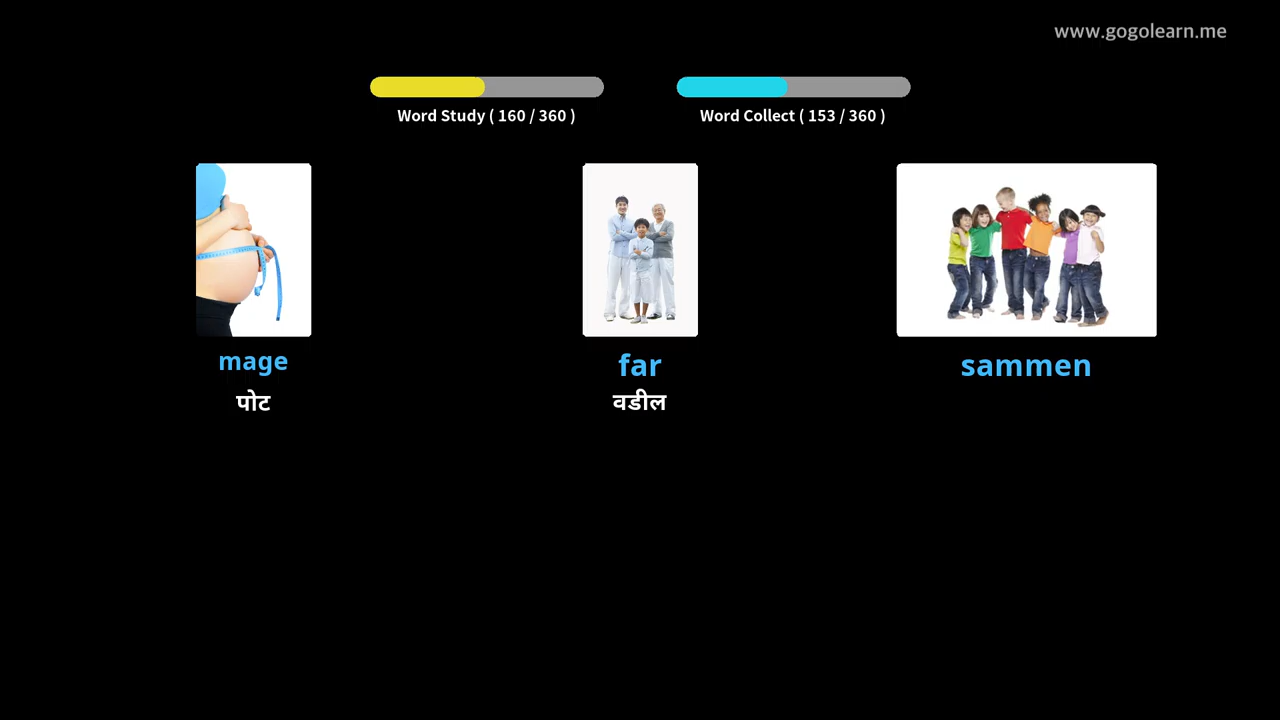 www.gogolearn.me
Word Study ( 160 / 360 )
Word Collect ( 153 / 360 )
mage
पोट
far
वडील
sammen